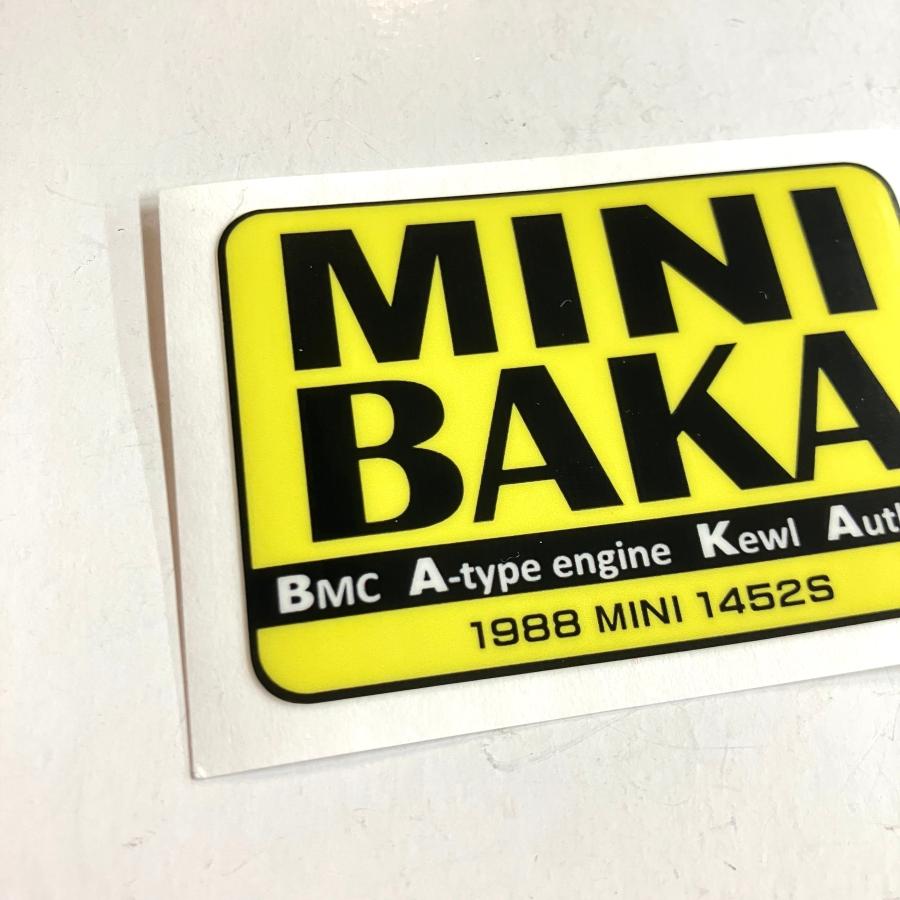 MINI
BAKA
BMC A-type engine Kewl
1988 MINI 1452S